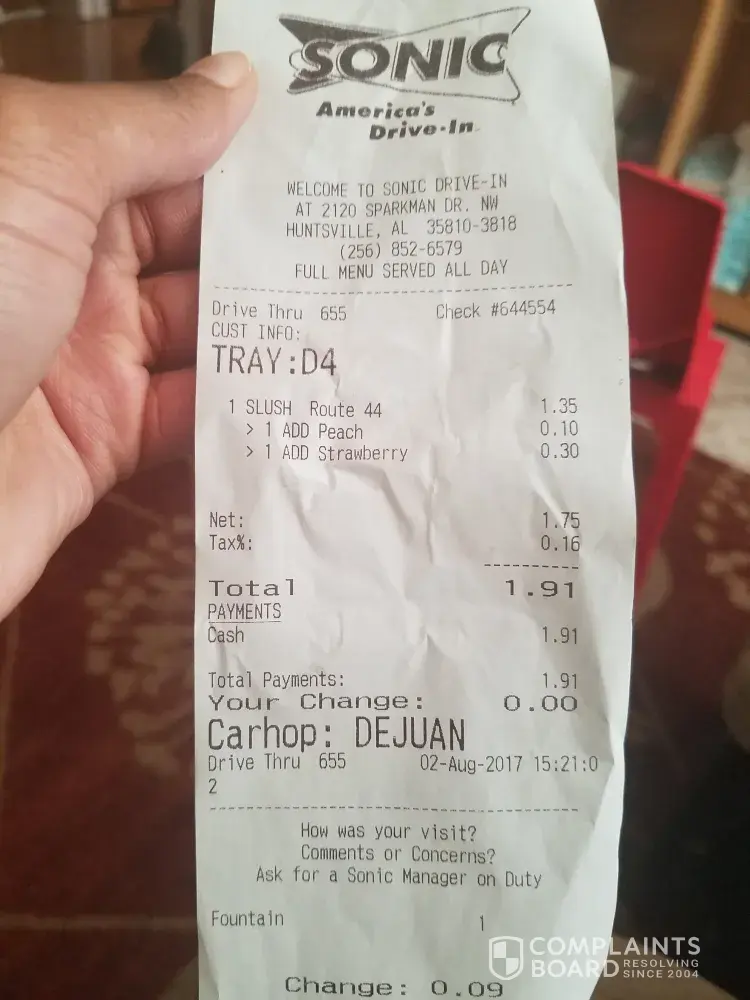 SONIC
America's
Drive-In
WELCOME TO SONIC DRIVE-IN
AT 2120 SPARKMAN DR. NW
HUNTSVILLE, AL 35810-3818
(256) 852-6579
FULL MENU SERVED ALL DAY
Drive Thru 655 Check #644554
CUST INFO:
TRAY:D4
1 SLUSH Route 44 1.35
> 1 ADD Peach 0.10
> 1 ADD Strawberry 0.30
Net: 1.75
Tax%: 0.16
Total 1.91
PAYMENTS
Cash 1.91
Total Payments: 1.91
Your Change: 0.00
Carhop: DEJUAN
Drive Thru 655 02-Aug-2017 15:21:0
2
How was your visit?
Comments or Concerns?
Ask for a Sonic Manager on Duty
Fountain 1
Change: 0.09
COMPLAINTS
BOARD RESOLVING
SINCE 2004